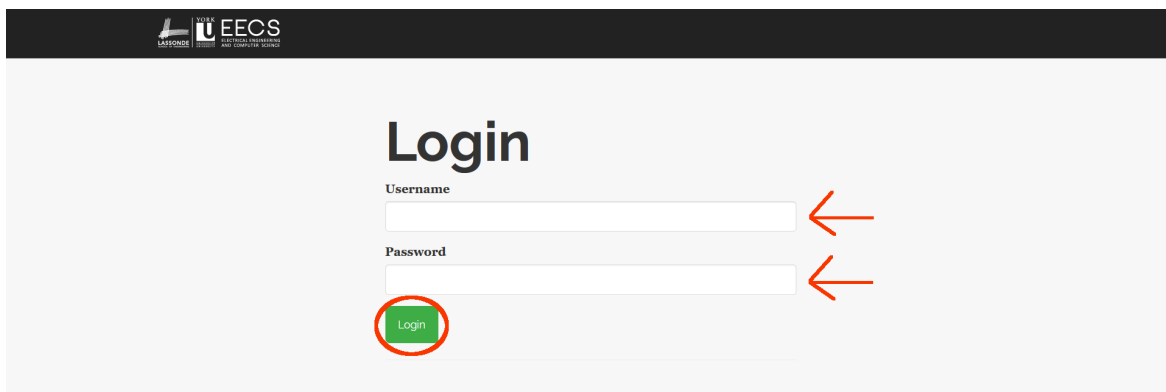 YORK
EECS
LASSONDE
ELECTRICAL ENGINEERING
AND COMPUTER SCIENCE
Login
Username
Password
Login